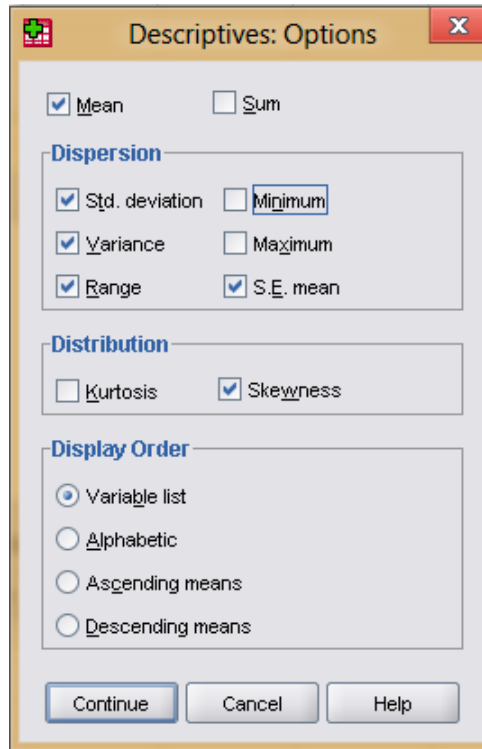 Descriptives: Options
Mean Sum
Dispersion
Std. deviation Minimum
Variance Maximum
Range S.E. mean
Distribution
Kurtosis Skewness
Display Order
Variable list
Alphabetic
Ascending means
Descending means
Continue Cancel Help